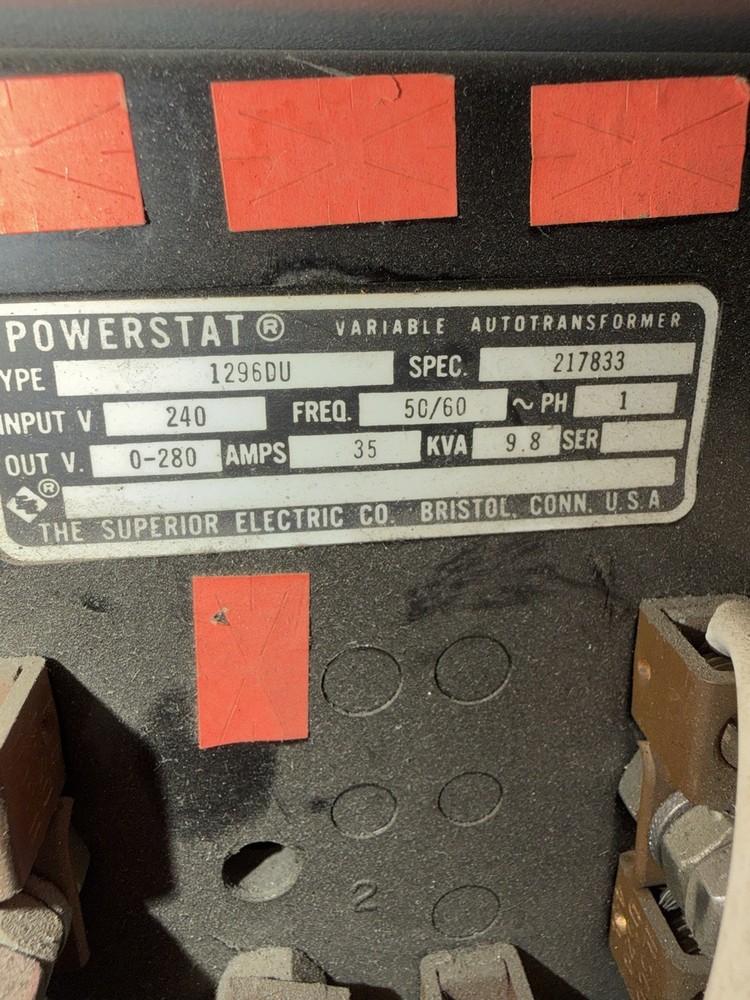 POWERSTAT® VARIABLE AUTOTRANSFORMER
YPE 1296DU SPEC. 217833
INPUT V 240 FREQ. 50/60 ~ PH 1
OUT V. 0-280 AMPS 35 KVA 9.8 SER
®
THE SUPERIOR ELECTRIC CO. BRISTOL, CONN. U.S.A
2